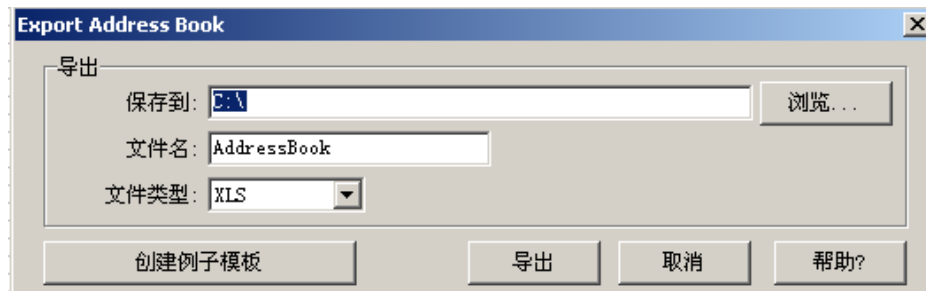 Export Address Book
导出
保存到: C:\ 浏览...
文件名: AddressBook
文件类型: XLS
创建例子模板 导出 取消 帮助?